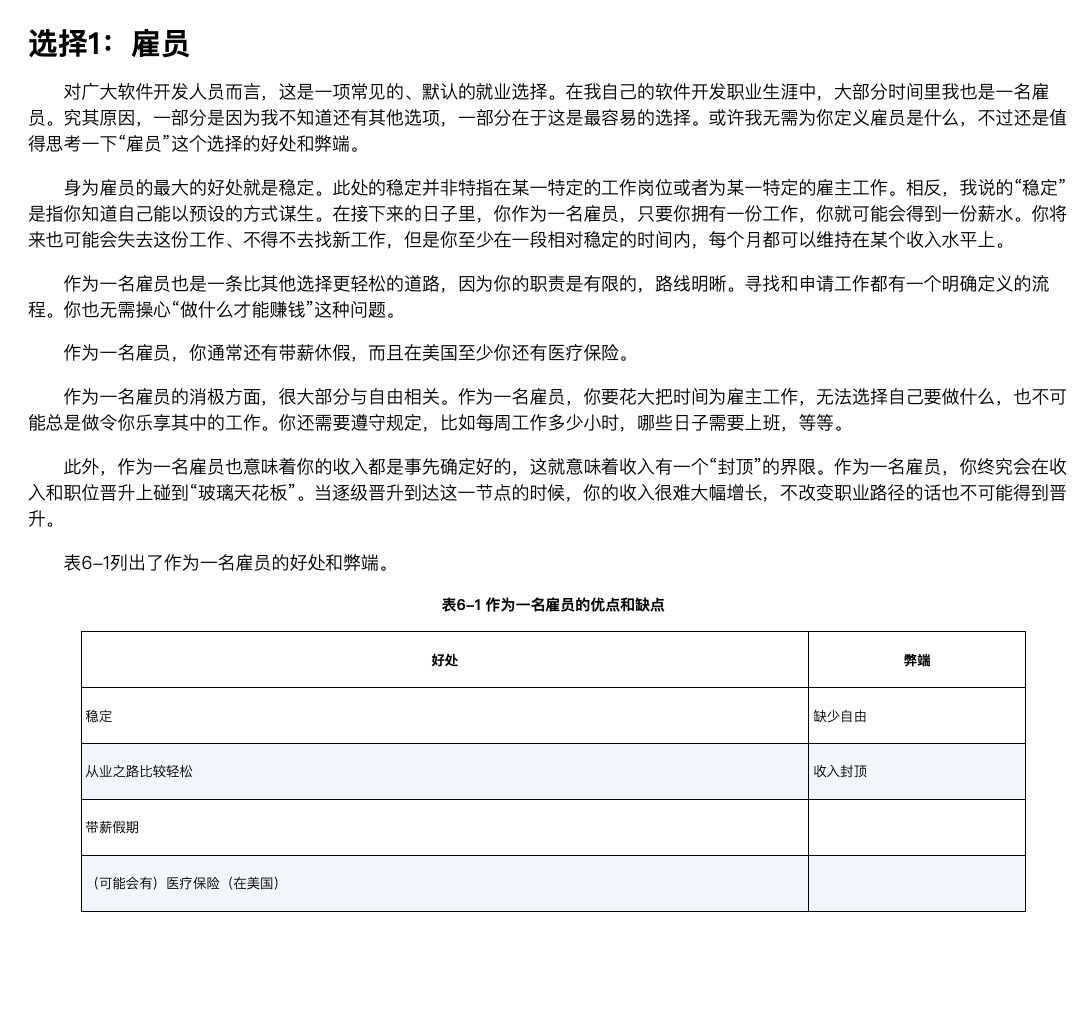 选择1：雇员
对广大软件开发人员而言，这是一项常见的、默认的就业选择。在我自己的软件开发职业生涯中，大部分时间里我也是一名雇
员。究其原因，一部分是因为我不知道还有其他选项，一部分在于这是最容易的选择。或许我无需为你定义雇员是什么，不过还是值
得思考一下“雇员”这个选择的好处和弊端。
身为雇员的最大的好处就是稳定。此处的稳定并非特指在某一特定的工作岗位或者为某一特定的雇主工作。相反，我说的“稳定”
是指你知道自己能以预设的方式谋生。在接下来的日子里，你作为一名雇员，只要你拥有一份工作，你就可能会得到一份薪水。你将
来也可能会失去这份工作、不得不去找新工作，但是你至少在一段相对稳定的时间内，每个月都可以维持在某个收入水平上。
作为一名雇员也是一条比其他选择更轻松的道路，因为你的职责是有限的，路线明晰。寻找和申请工作都有一个明确定义的流
程。你也无需操心“做什么才能赚钱”这种问题。
作为一名雇员，你通常还有带薪休假，而且在美国至少你还有医疗保险。
作为一名雇员的消极方面，很大部分与自由相关。作为一名雇员，你要花大把时间为雇主工作，无法选择自己要做什么，也不可
能总是做令你乐享其中的工作。你还需要遵守规定，比如每周工作多少小时，哪些日子需要上班，等等。
此外，作为一名雇员也意味着你的收入都是事先确定好的，这就意味着收入有一个“封顶”的界限。作为一名雇员，你终究会在收
入和职位晋升上碰到“玻璃天花板”。当逐级晋升到达这一节点的时候，你的收入很难大幅增长，不改变职业路径的话也不可能得到晋
升。
表6-1列出了作为一名雇员的好处和弊端。
表6-1 作为一名雇员的优点和缺点
好处 弊端
稳定 缺少自由
从业之路比较轻松 收入封顶
带薪假期
（可能会有）医疗保险（在美国）